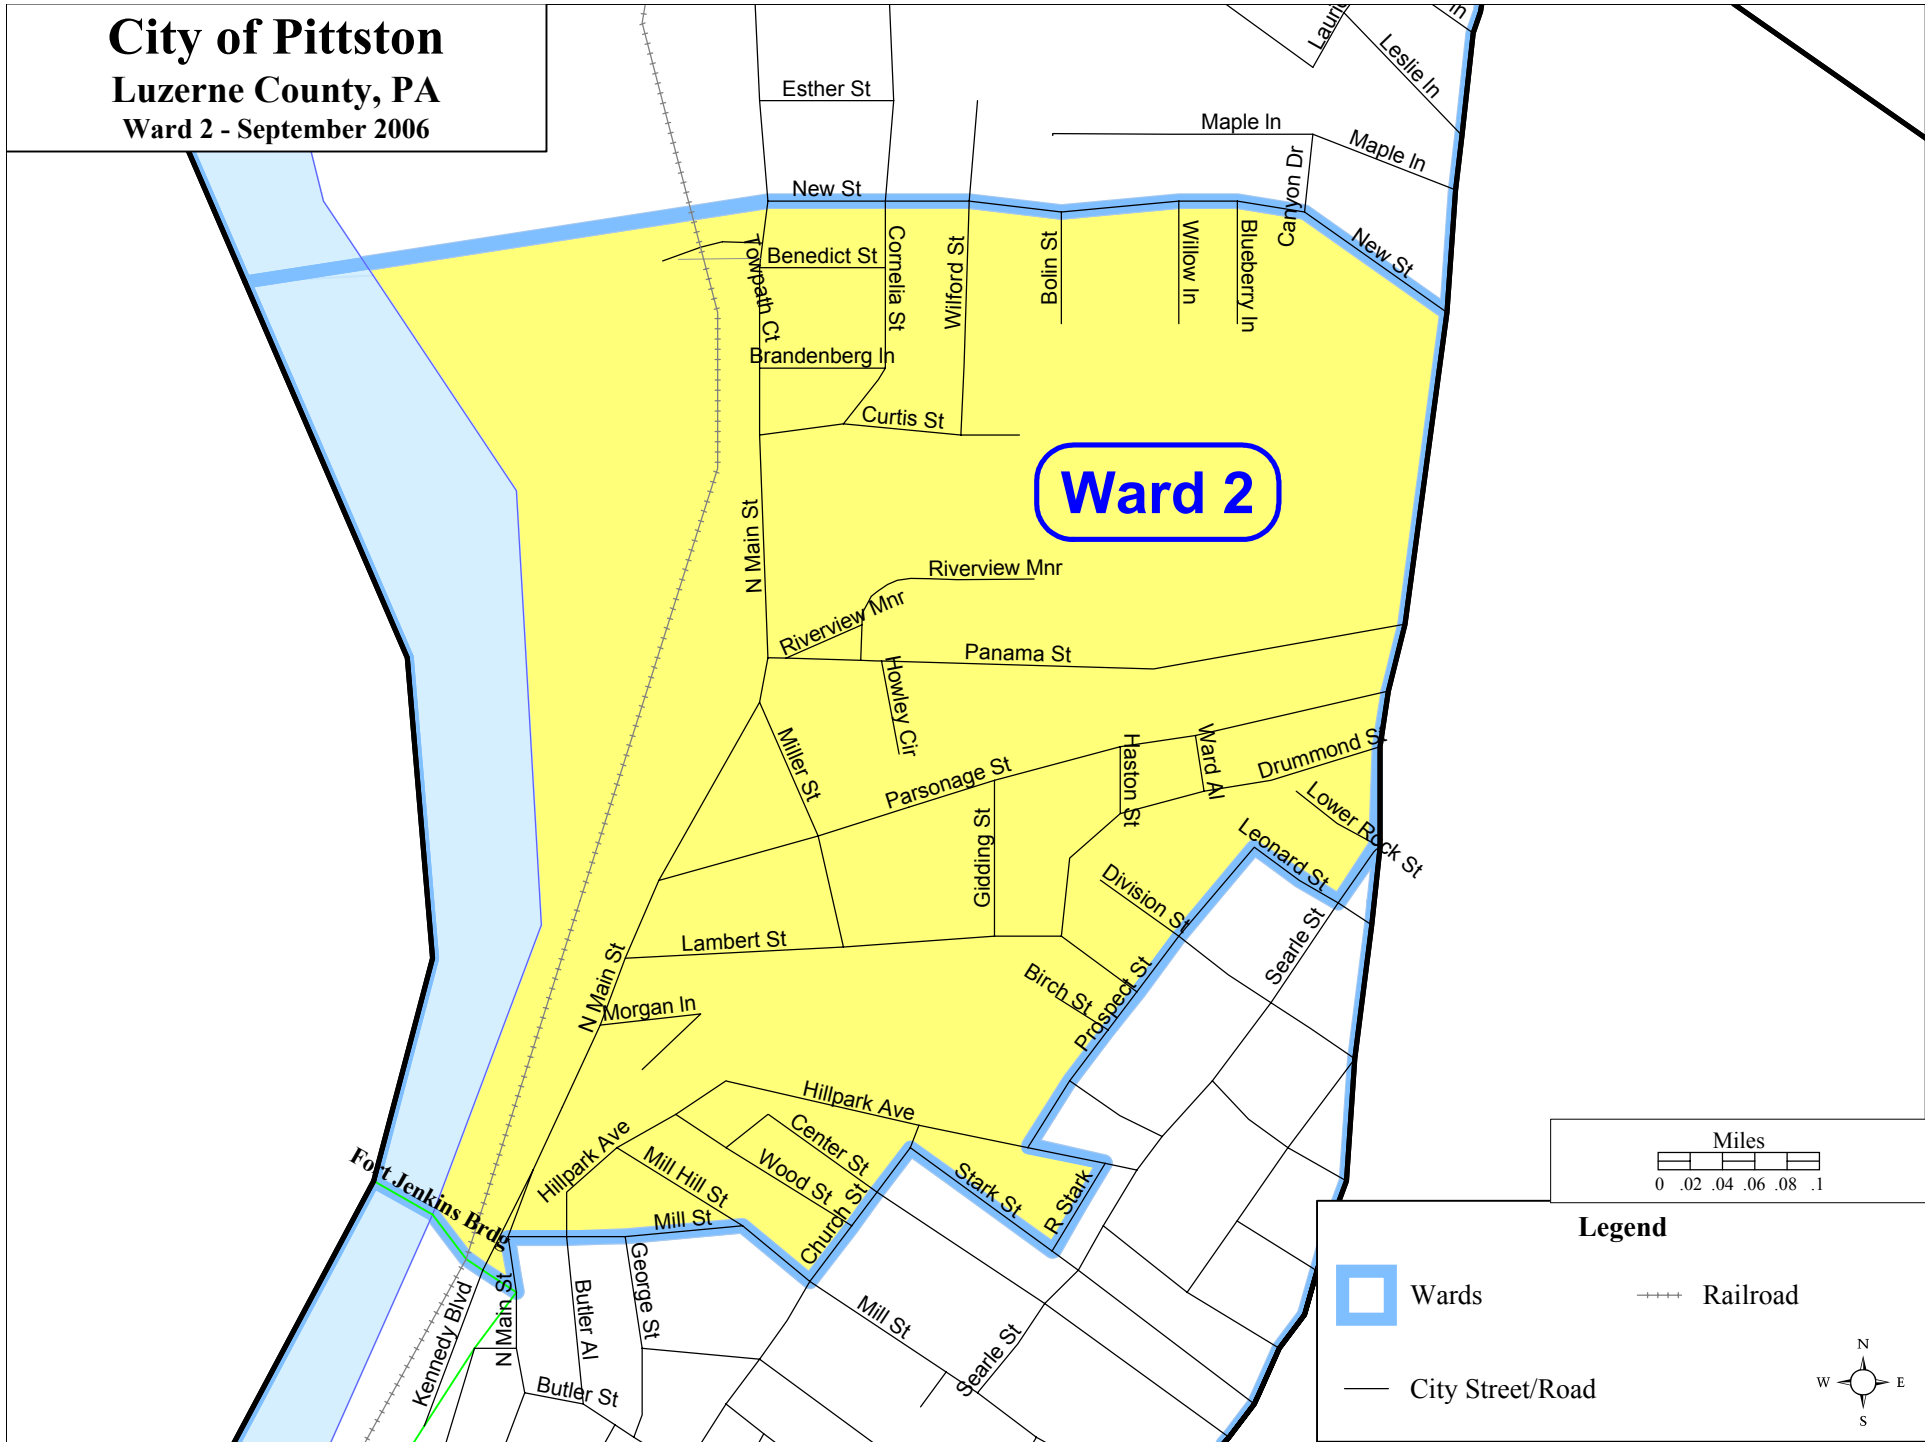 City of Pittston
Luzerne County, PA
Ward 2 - September 2006
ln
Leslie ln
Esther St
Maple ln
Maple ln
Canyon Dr
New St
New St
Towpath Ct
Benedict St
Cornelia St
Wilford St
Bolin St
Willow ln
Blueberry ln
Brandenberg ln
Curtis St
Ward 2
N Main St
Riverview Mnr
Riverview Mnr
Panama St
Howley Cir
Miller St
Parsonage St
Haston St
Ward Al
Drummond St
Lower Rock St
Gidding St
Leonard St
Division St
Searle St
Lambert St
N Main St
Morgan ln
Birch St
Prospect St
Hillpark Ave
Hillpark Ave
Center St
Mill Hill St
Wood St
Stark St
R Stark
Church St
Mill St
Fort Jenkins Brdg
George St
Butler Al
N Main St
Kennedy Blvd
Butler St
Mill St
Searle St
Miles
0 .02 .04 .06 .08 .1
Legend
Wards
Railroad
City Street/Road
N
W E
S